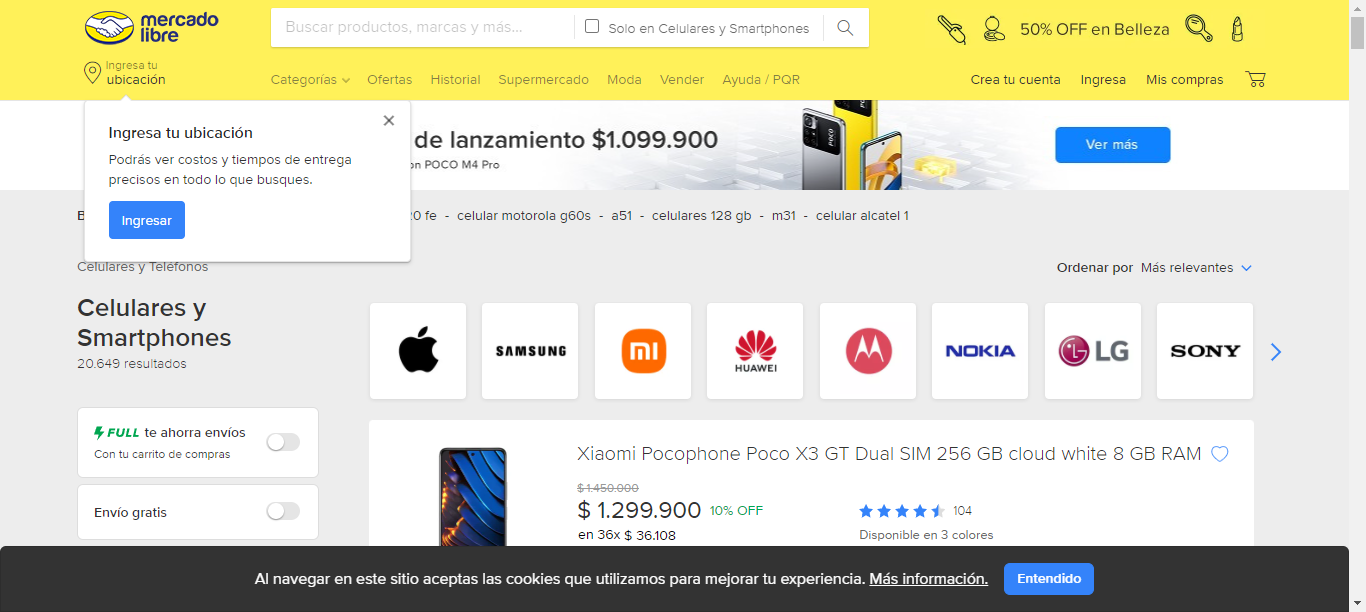 mercado
libre
Buscar productos, marcas y más...
Solo en Celulares y Smartphones
50% OFF en Belleza
Ingresa tu
ubicación
Categorías
Ofertas
Historial
Supermercado
Moda
Vender
Ayuda / PQR
Crea tu cuenta
Ingresa
Mis compras
Ingresa tu ubicación
Podrás ver costos y tiempos de entrega
precisos en todo lo que busques.
Ingresar
de lanzamiento $1.099.900
POCO M4 Pro
POCO
Ver más
fe - celular motorola g60s - a51 - celulares 128 gb - m31 - celular alcatel 1
Celulares y Teléfonos
Ordenar por Más relevantes
Celulares y
Smartphones
20.649 resultados
SAMSUNG
mi
HUAWEI
NOKIA
LG
SONY
FULL te ahorra envíos
Con tu carrito de compras
Envío gratis
Xiaomi Pocophone Poco X3 GT Dual SIM 256 GB cloud white 8 GB RAM
$ 1.450.000
$ 1.299.900 10% OFF
en 36x $ 36.108
104
Disponible en 3 colores
Al navegar en este sitio aceptas las cookies que utilizamos para mejorar tu experiencia. Más información.
Entendido